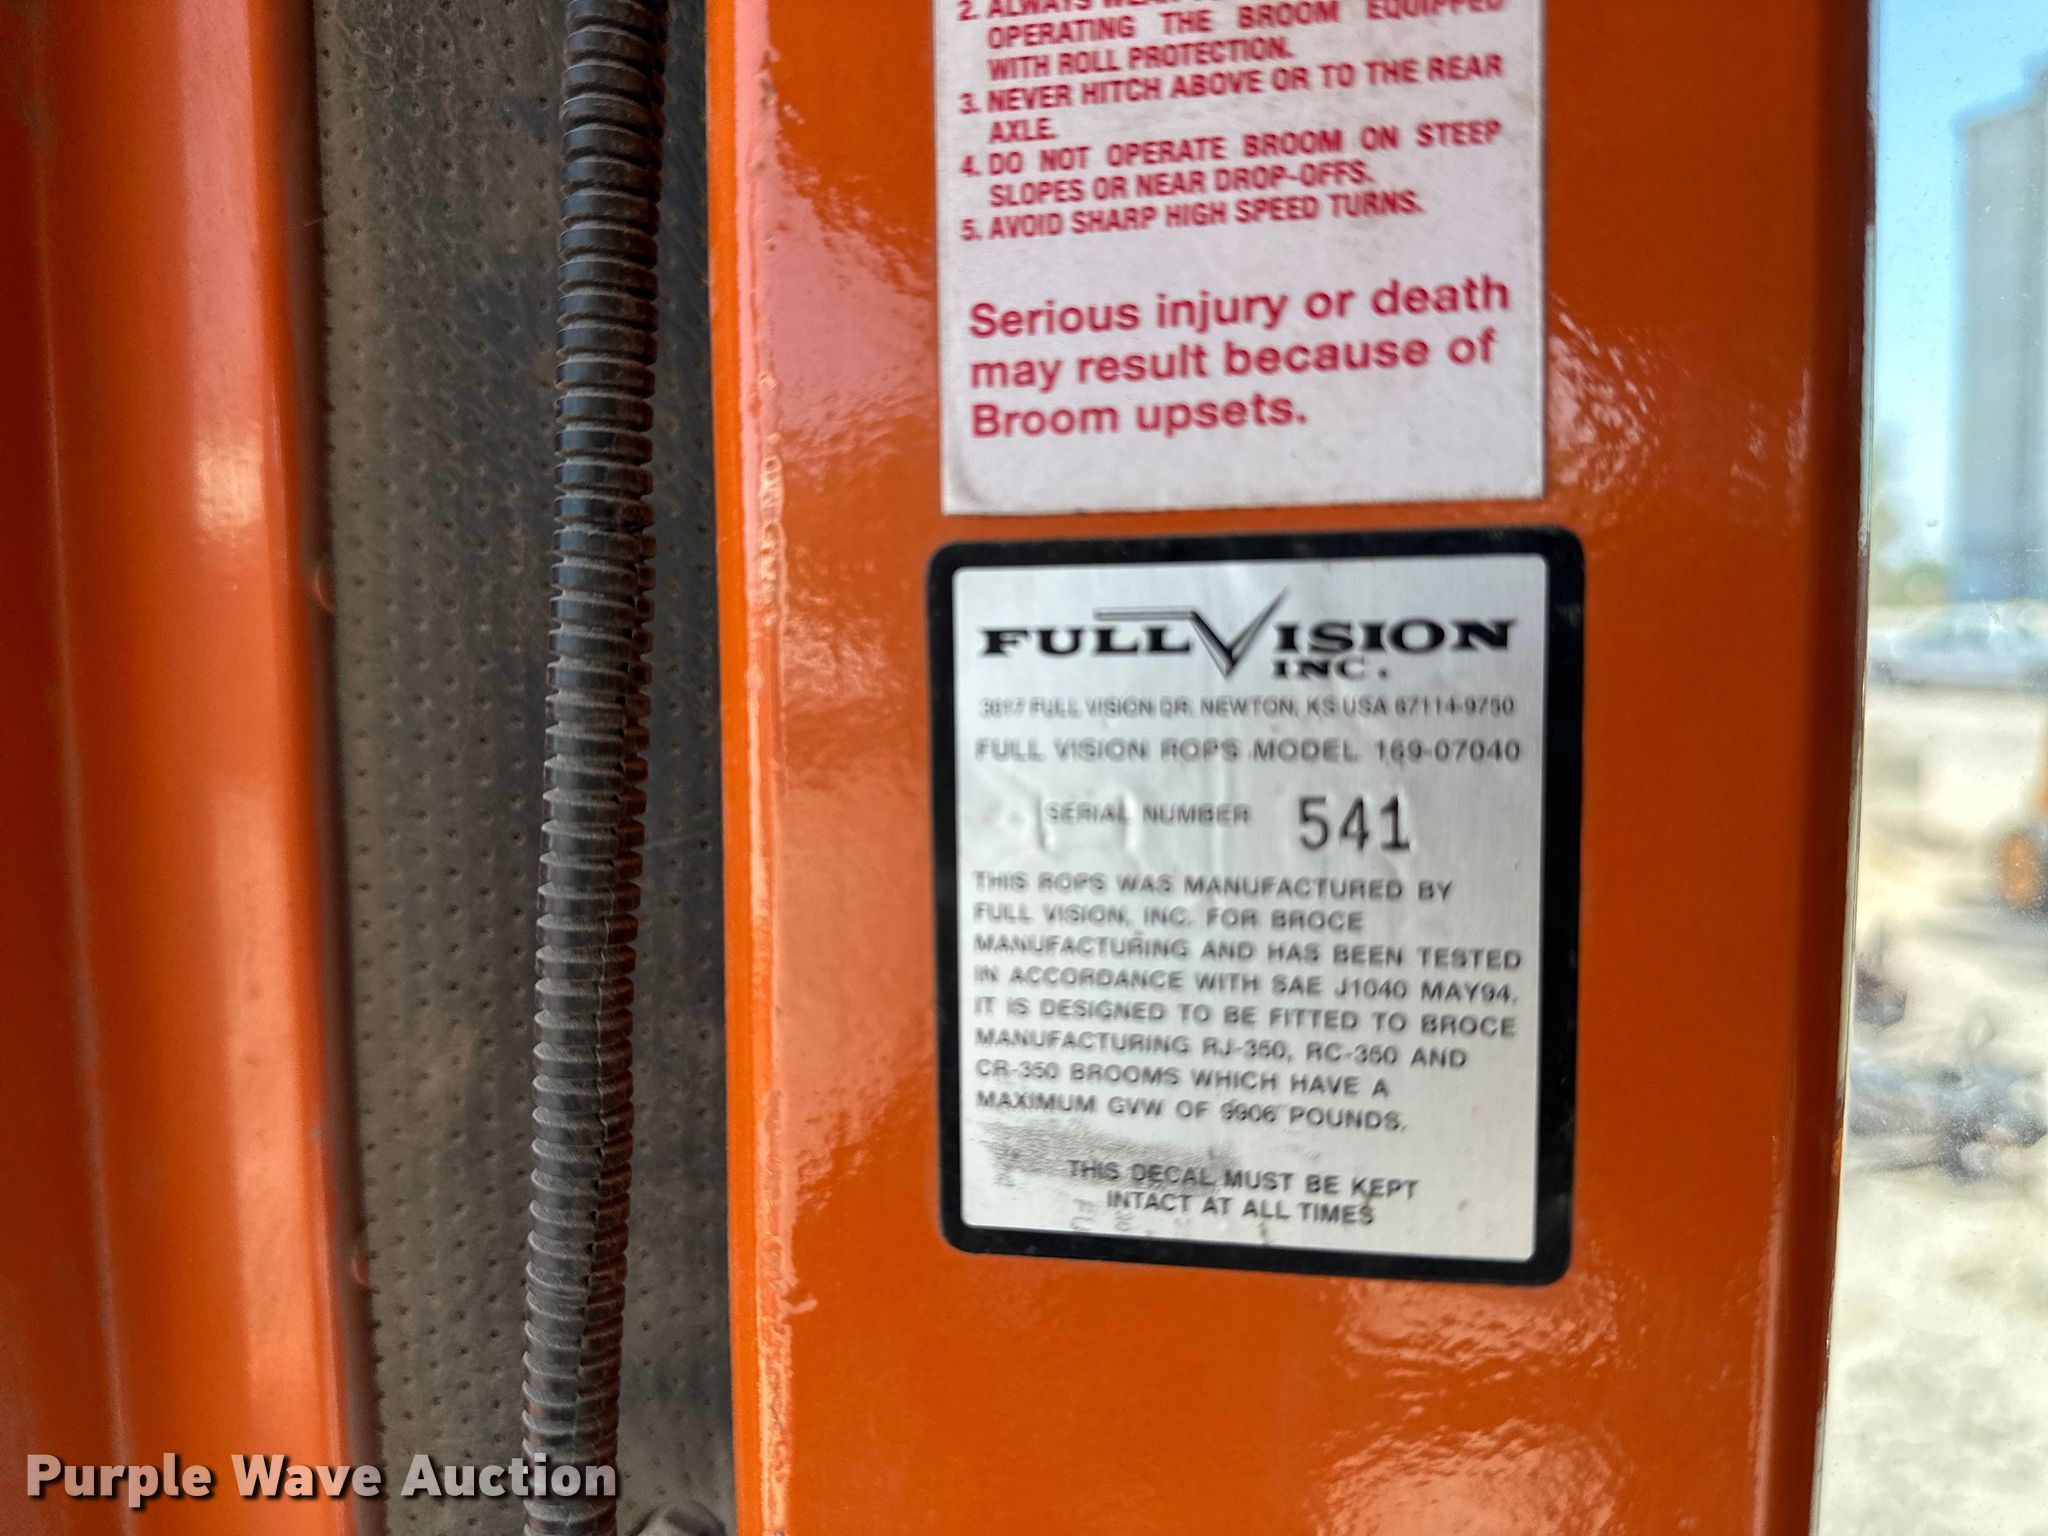 2. ALWAYS
OPERATING THE BROOM EQUIPPED
WITH ROLL PROTECTION.
3. NEVER HITCH ABOVE OR TO THE REAR
AXLE.
4. DO NOT OPERATE BROOM ON STEEP
SLOPES OR NEAR DROP-OFFS.
5. AVOID SHARP HIGH SPEED TURNS.
Serious injury or death
may result because of
Broom upsets.
FULL VISION
INC.
3017 FULL VISION DR, NEWTON, KS USA 67114-9750
FULL VISION ROPS MODEL 169-07040
SERIAL NUMBER 541
THIS ROPS WAS MANUFACTURED BY
FULL VISION, INC. FOR BROCE
MANUFACTURING AND HAS BEEN TESTED
IN ACCORDANCE WITH SAE J1040 MAY94.
IT IS DESIGNED TO BE FITTED TO BROCE
MANUFACTURING RJ-350, RC-350 AND
CR-350 BROOMS WHICH HAVE A
MAXIMUM GVW OF 9906 POUNDS.
THIS DECAL MUST BE KEPT
INTACT AT ALL TIMES
Purple Wave Auction